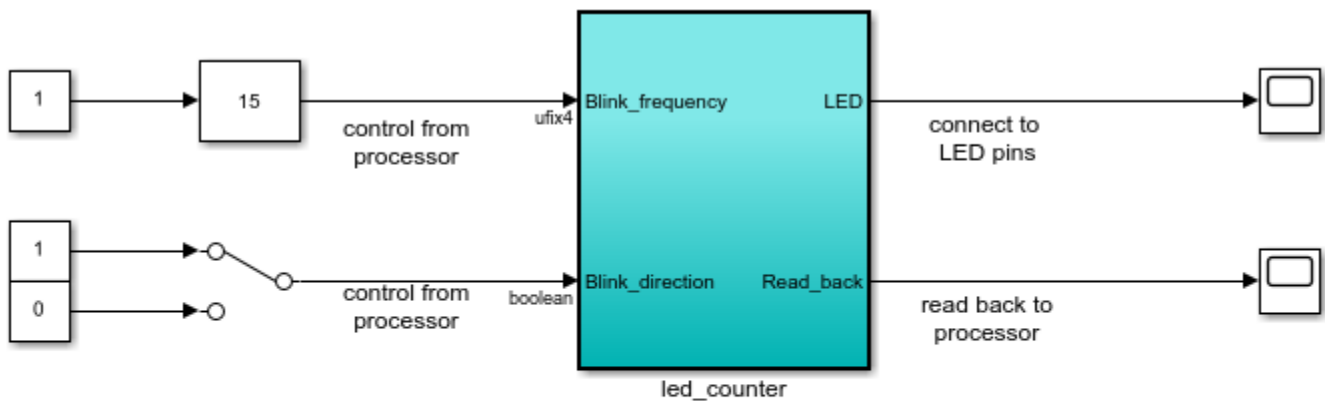 1
15
control from
processor
ufix4
Blink_frequency
LED
connect to
LED pins
1
0
control from
processor
boolean
Blink_direction
Read_back
read back to
processor
led_counter